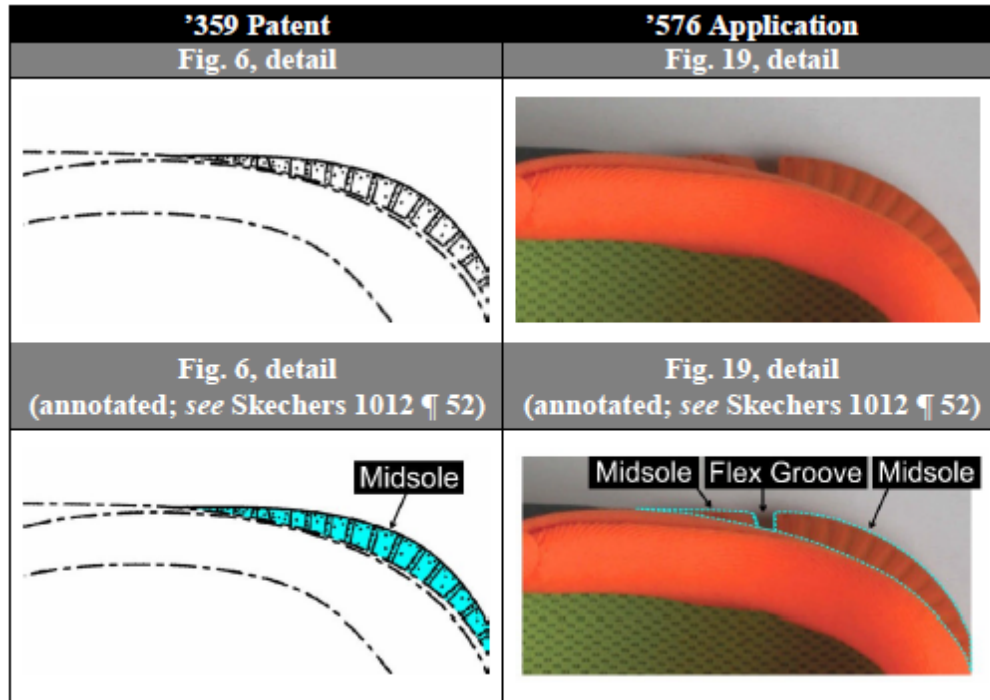 ’359 Patent
’576 Application
Fig. 6, detail
Fig. 19, detail
Fig. 6, detail
(annotated; see Skechers 1012 ¶ 52)
Fig. 19, detail
(annotated; see Skechers 1012 ¶ 52)
Midsole
Midsole
Flex Groove
Midsole